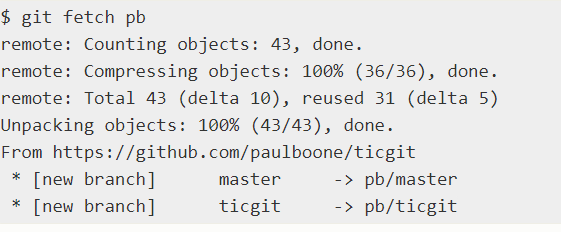 $ git fetch pb
remote: Counting objects: 43, done.
remote: Compressing objects: 100% (36/36), done.
remote: Total 43 (delta 10), reused 31 (delta 5)
Unpacking objects: 100% (43/43), done.
From https://github.com/paulboone/ticgit
 * [new branch]      master     -> pb/master
 * [new branch]      ticgit     -> pb/ticgit